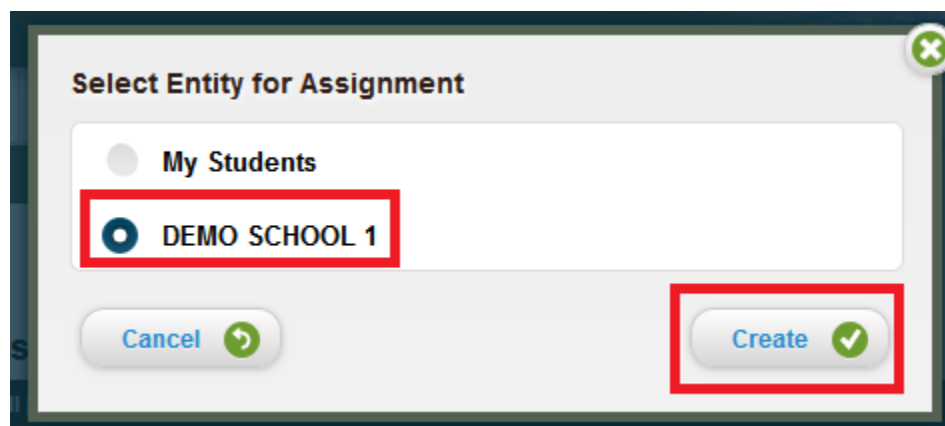 Select Entity for Assignment
My Students
DEMO SCHOOL 1
Cancel
Create